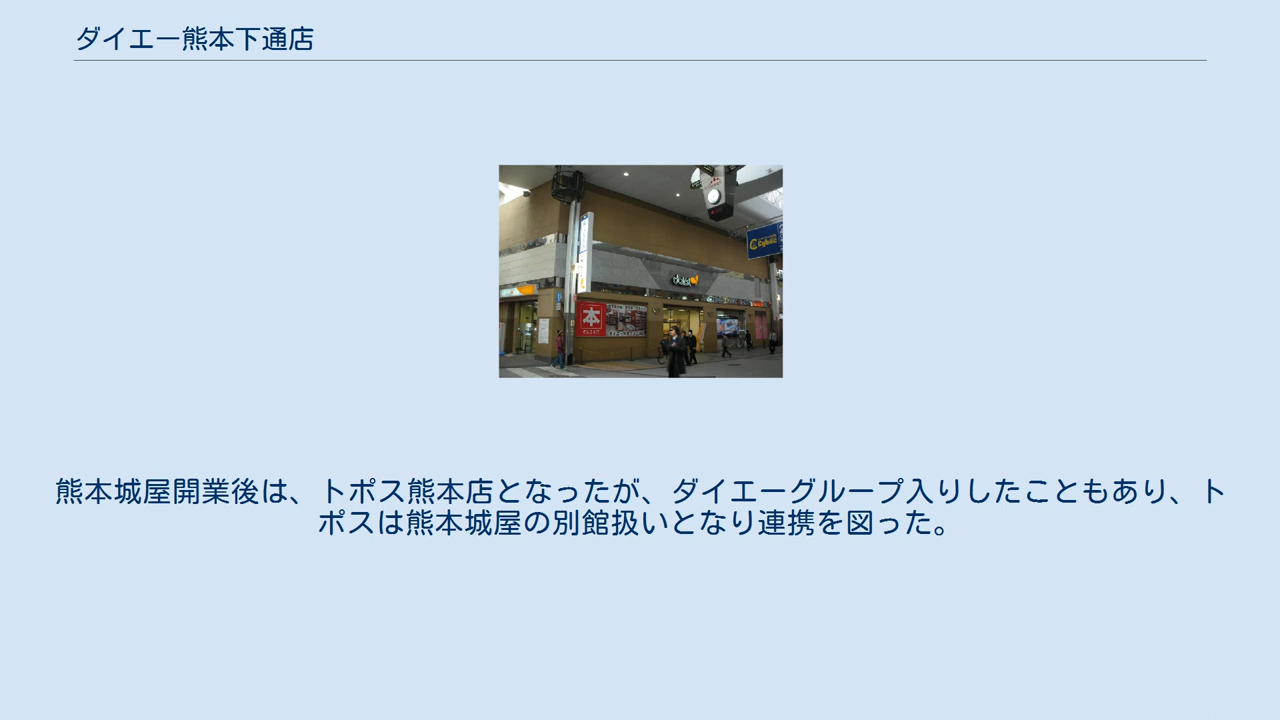 ダイエー熊本下通店
本
熊本城屋開業後は、トポス熊本店となったが、ダイエーグループ入りしたこともあり、ト
ポスは熊本城屋の別館扱いとなり連携を図った。